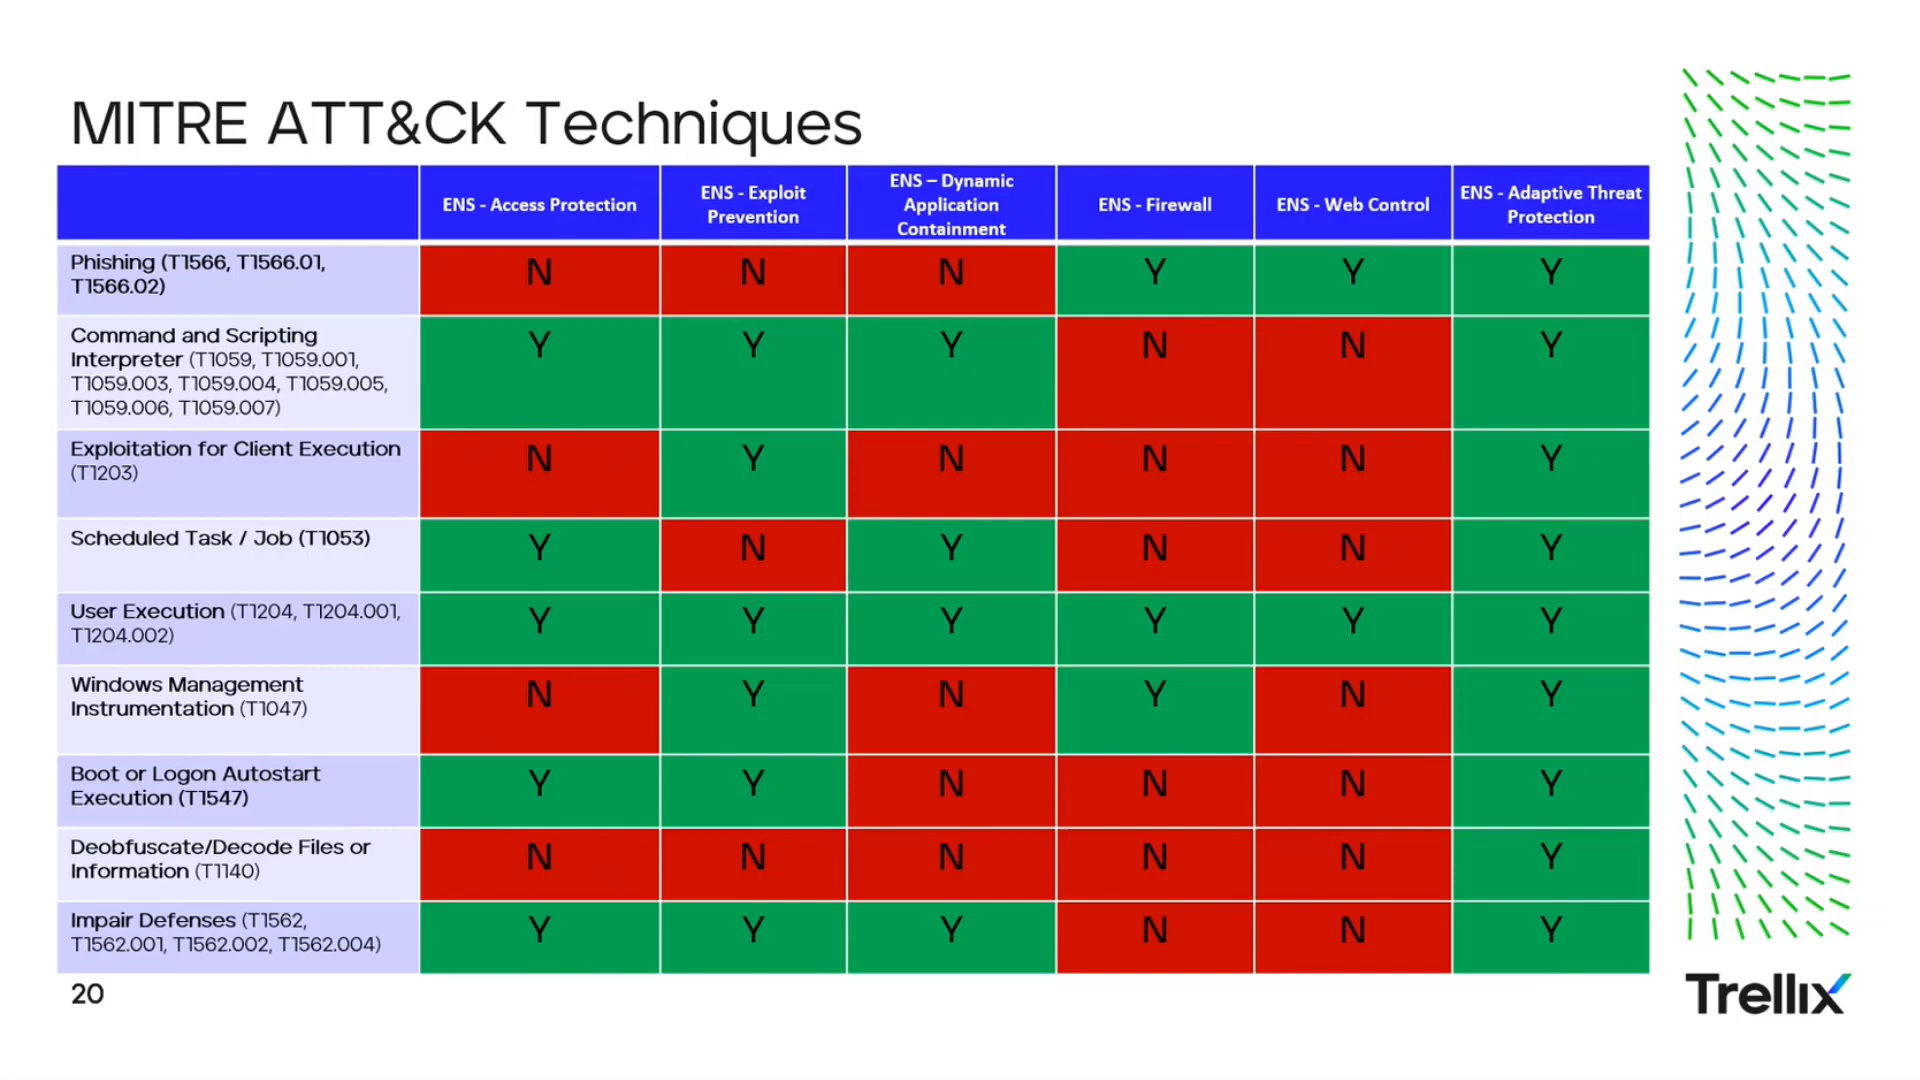 MITRE ATT&CK Techniques
ENS - Access Protection
ENS - Exploit
Prevention
ENS – Dynamic
Application
Containment
ENS - Firewall
ENS - Web Control
ENS - Adaptive Threat
Protection
Phishing (T1566, T1566.01,
T1566.02)
N N N Y Y Y
Command and Scripting
Interpreter (T1059, T1059.001,
T1059.003, T1059.004, T1059.005,
T1059.006, T1059.007)
Y Y Y N N Y
Exploitation for Client Execution
(T1203)
N Y N N N Y
Scheduled Task / Job (T1053)
Y N Y N N Y
User Execution (T1204, T1204.001,
T1204.002)
Y Y Y Y Y Y
Windows Management
Instrumentation (T1047)
N Y N Y N Y
Boot or Logon Autostart
Execution (T1547)
Y Y N N N Y
Deobfuscate/Decode Files or
Information (T1140)
N N N N N Y
Impair Defenses (T1562,
T1562.001, T1562.002, T1562.004)
Y Y Y N N Y
20
Trellix